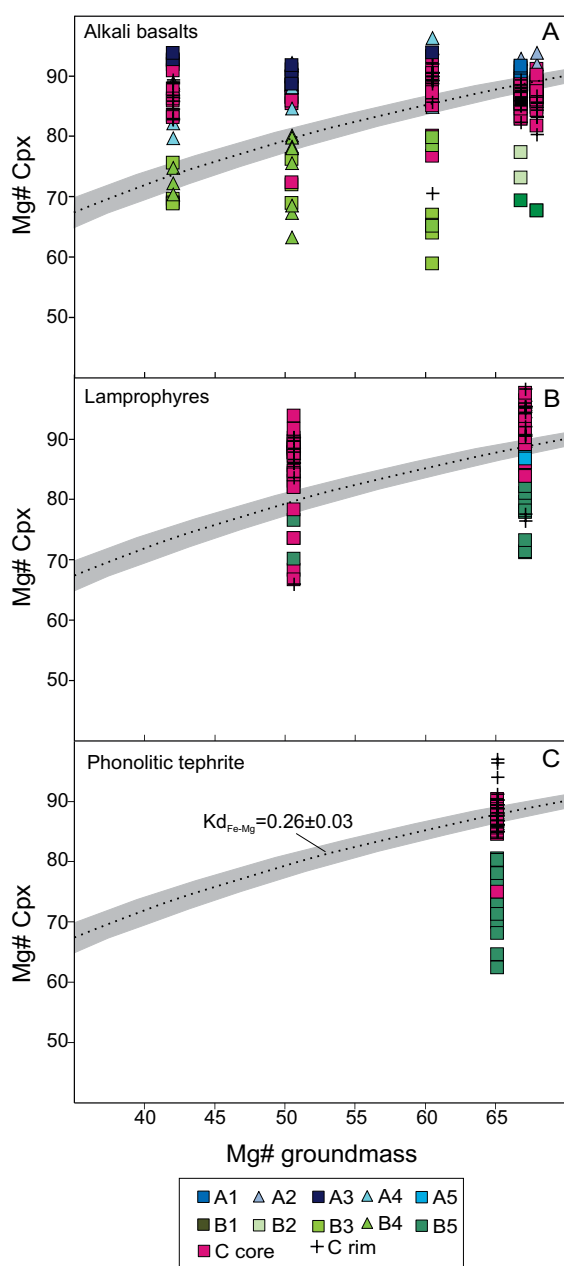 Alkali basalts A
90
80
70
60
50
Mg# Cpx
Lamprophyres B
90
80
70
60
50
Mg# Cpx
Phonolitic tephrite C
KdFe-Mg=0.26±0.03
90
80
70
60
50
Mg# Cpx
40 45 50 55 60 65
Mg# groundmass
A1 A2 A3 A4 A5
B1 B2 B3 B4 B5
C core C rim